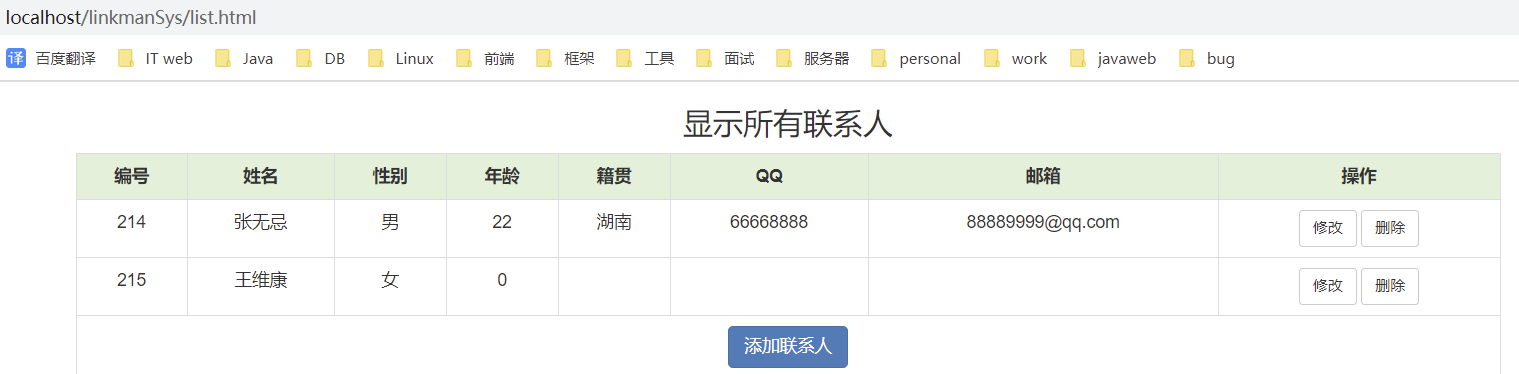 localhost/linkmanSys/list.html
译 百度翻译 IT web Java DB Linux 前端 框架 工具 面试 服务器 personal work javaweb bug
显示所有联系人
编号 姓名 性别 年龄 籍贯 QQ 邮箱 操作
214 张无忌 男 22 湖南 66668888 88889999@qq.com 修改 删除
215 王维康 女 0 修改 删除
添加联系人